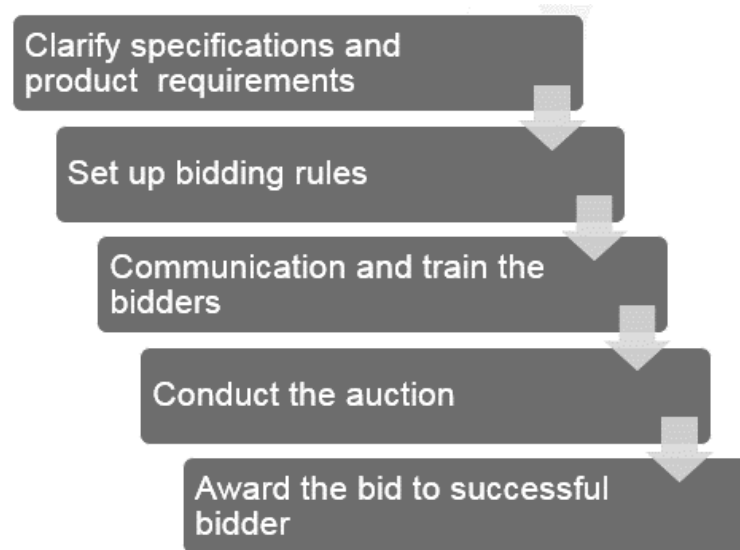 Clarify specifications and
product requirements
Set up bidding rules
Communication and train the
bidders
Conduct the auction
Award the bid to successful
bidder